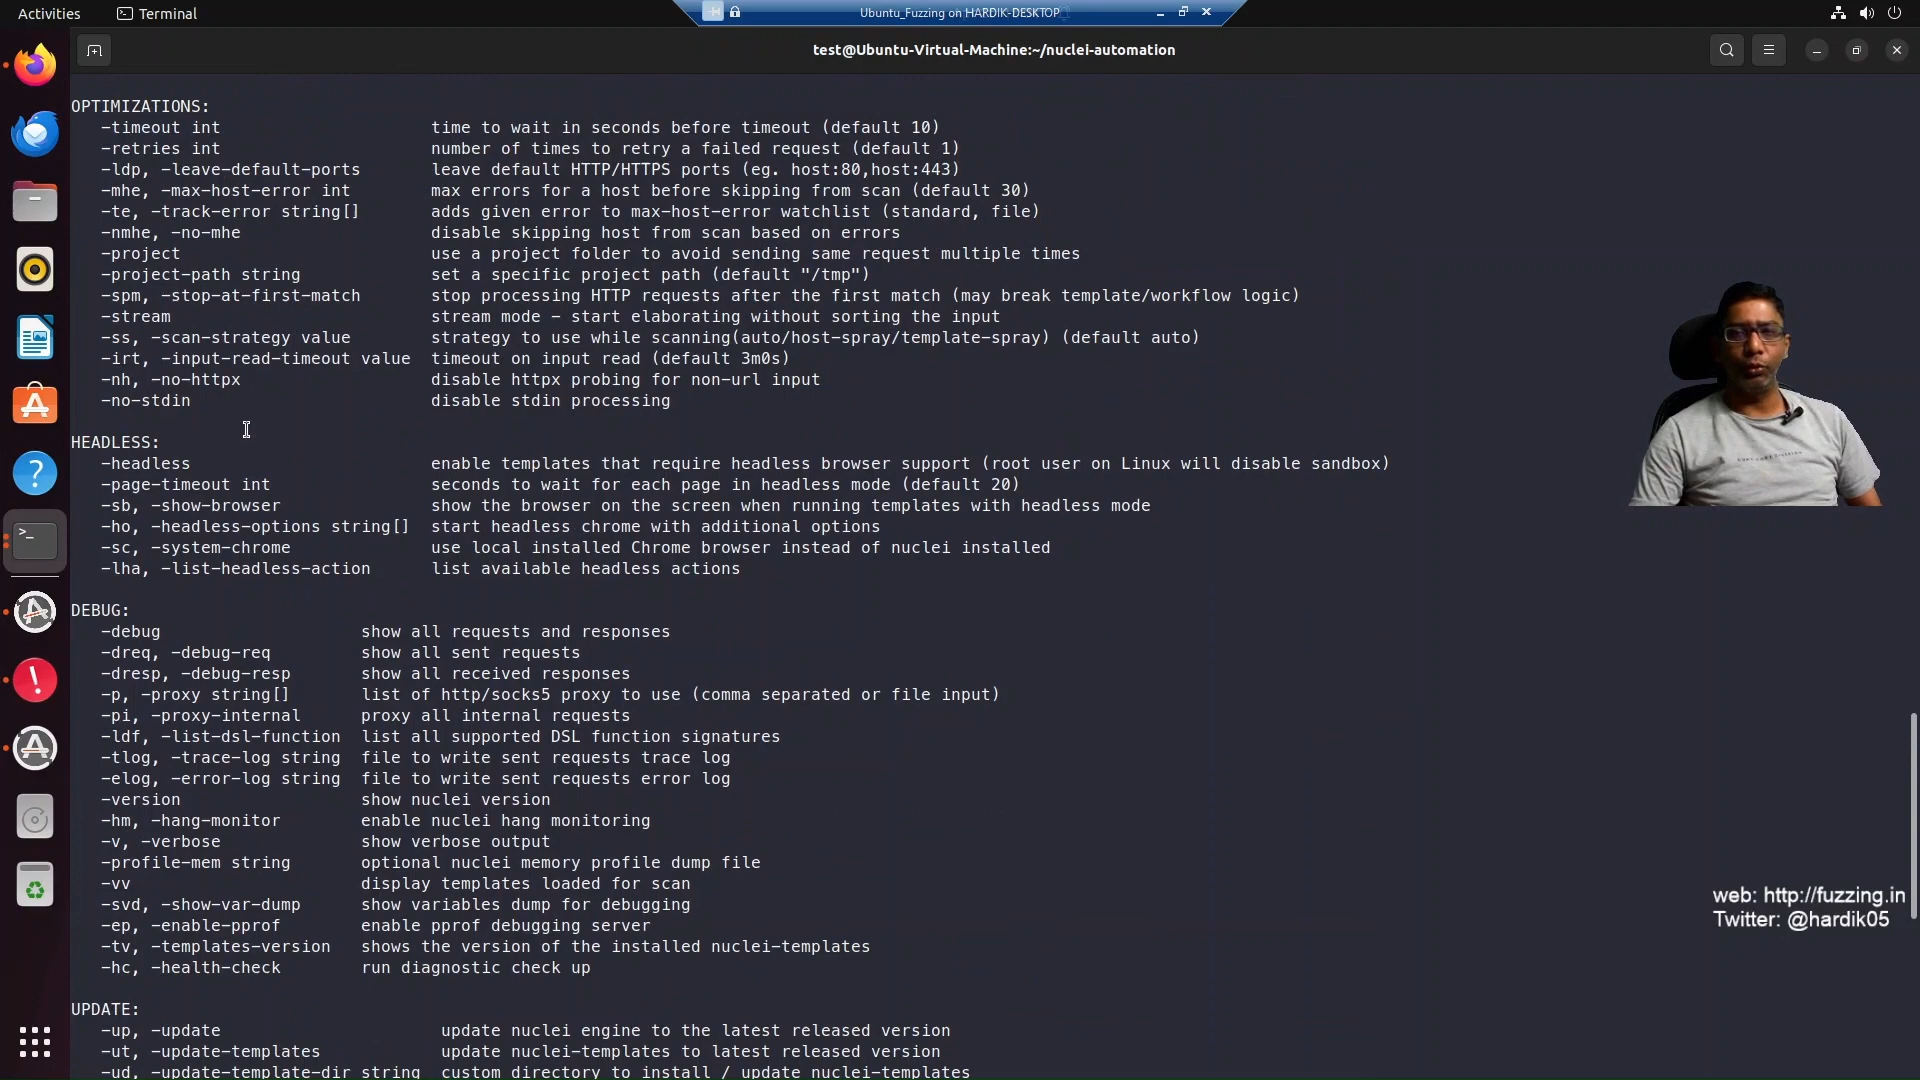 Activities
Terminal
Ubuntu_Fuzzing on HARDIK-DESKTOP
test@Ubuntu-Virtual-Machine:~/nuclei-automation
OPTIMIZATIONS:
-timeout int time to wait in seconds before timeout (default 10)
-retries int number of times to retry a failed request (default 1)
-ldp, -leave-default-ports leave default HTTP/HTTPS ports (eg. host:80,host:443)
-mhe, -max-host-error int max errors for a host before skipping from scan (default 30)
-te, -track-error string[] adds given error to max-host-error watchlist (standard, file)
-nmhe, -no-mhe disable skipping host from scan based on errors
-project use a project folder to avoid sending same request multiple times
-project-path string set a specific project path (default "/tmp")
-spm, -stop-at-first-match stop processing HTTP requests after the first match (may break template/workflow logic)
-stream stream mode - start elaborating without sorting the input
-ss, -scan-strategy value strategy to use while scanning(auto/host-spray/template-spray) (default auto)
-irt, -input-read-timeout value timeout on input read (default 3m0s)
-nh, -no-httpx disable httpx probing for non-url input
-no-stdin disable stdin processing
HEADLESS:
-headless enable templates that require headless browser support (root user on Linux will disable sandbox)
-page-timeout int seconds to wait for each page in headless mode (default 20)
-sb, -show-browser show the browser on the screen when running templates with headless mode
-ho, -headless-options string[] start headless chrome with additional options
-sc, -system-chrome use local installed Chrome browser instead of nuclei installed
-lha, -list-headless-action list available headless actions
DEBUG:
-debug show all requests and responses
-dreq, -debug-req show all sent requests
-dresp, -debug-resp show all received responses
-p, -proxy string[] list of http/socks5 proxy to use (comma separated or file input)
-pi, -proxy-internal proxy all internal requests
-ldf, -list-dsl-function list all supported DSL function signatures
-tlog, -trace-log string file to write sent requests trace log
-elog, -error-log string file to write sent requests error log
-version show nuclei version
-hm, -hang-monitor enable nuclei hang monitoring
-v, -verbose show verbose output
-profile-mem string optional nuclei memory profile dump file
-vv display templates loaded for scan
-svd, -show-var-dump show variables dump for debugging
-ep, -enable-pprof enable pprof debugging server
-tv, -templates-version shows the version of the installed nuclei-templates
-hc, -health-check run diagnostic check up
UPDATE:
-up, -update update nuclei engine to the latest released version
-ut, -update-templates update nuclei-templates to latest released version
-ud, -update-template-dir string custom directory to install / update nuclei-templates
web: http://fuzzing.in
Twitter: @hardik05